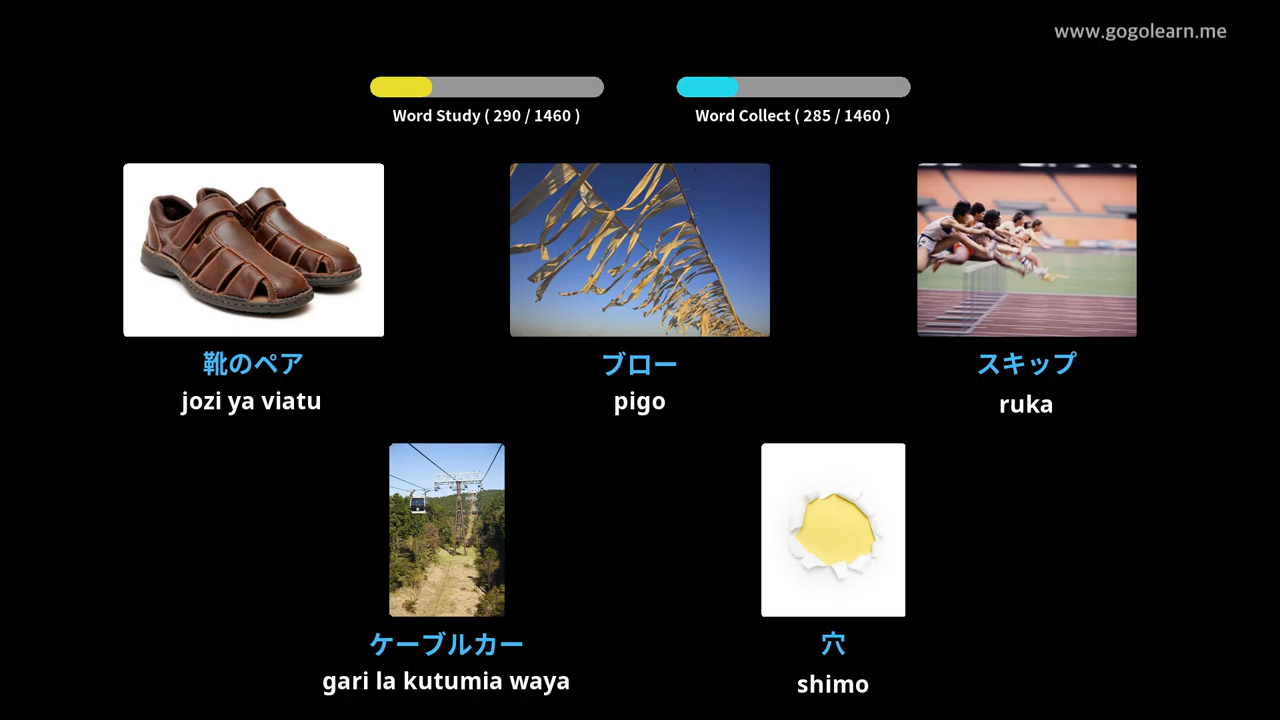 www.gogolearn.me
Word Study ( 290 / 1460 )
Word Collect ( 285 / 1460 )
靴のペア
jozi ya viatu
ブロー
pigo
スキップ
ruka
ケーブルカー
gari la kutumia waya
穴
shimo